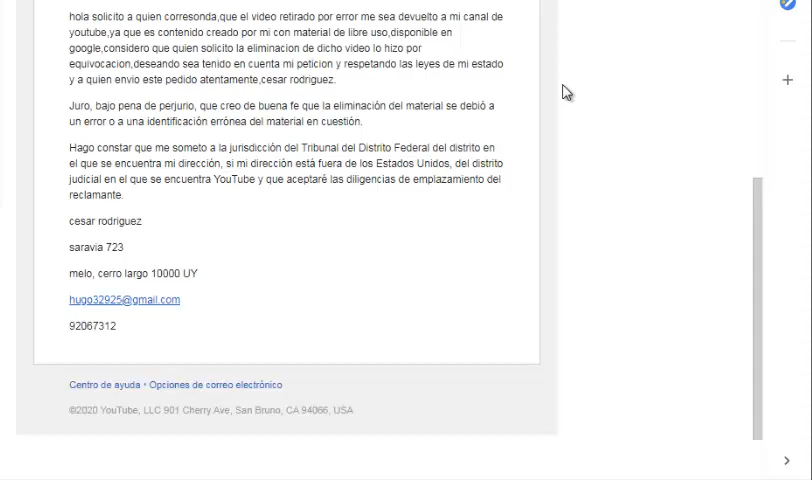 hola solicito a quien corresonda,que el video retirado por error me sea devuelto a mi canal de
youtube,ya que es contenido creado por mi con material de libre uso,disponible en
google,considero que quien solicito la eliminacion de dicho video lo hizo por
equivocacion,deseando sea tenido en cuenta mi peticion y respetando las leyes de mi estado
y a quien envio este pedido atentamente,cesar rodriguez.
Juro, bajo pena de perjurio, que creo de buena fe que la eliminación del material se debió a
un error o a una identificación errónea del material en cuestión.
Hago constar que me someto a la jurisdicción del Tribunal del Distrito Federal del distrito en
el que se encuentra mi dirección, si mi dirección está fuera de los Estados Unidos, del distrito
judicial en el que se encuentra YouTube y que aceptaré las diligencias de emplazamiento del
reclamante.
cesar rodriguez
saravia 723
melo, cerro largo 10000 UY
hugo32925@gmail.com
92067312
Centro de ayuda • Opciones de correo electrónico
©2020 YouTube, LLC 901 Cherry Ave, San Bruno, CA 94066, USA